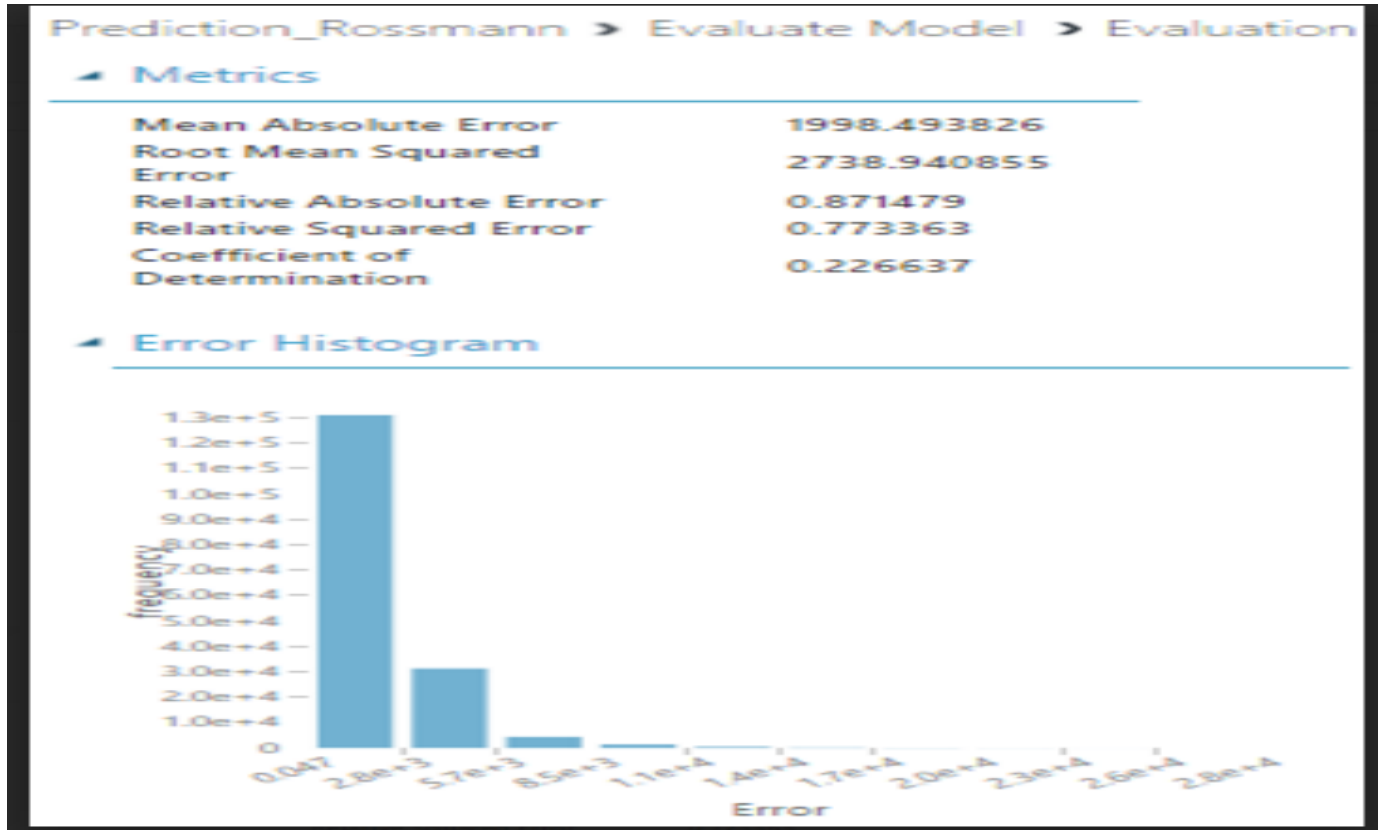 Prediction_Rossmann > Evaluate Model > Evaluation
Metrics
Mean Absolute Error 1998.493826
Root Mean Squared
Error 2738.940855
Relative Absolute Error 0.871479
Relative Squared Error 0.773363
Coefficient of
Determination 0.226637
Error Histogram
1.3e+5
1.2e+5
1.1e+5
1.0e+5
9.0e+4
8.0e+4
7.0e+4
6.0e+4
5.0e+4
4.0e+4
3.0e+4
2.0e+4
1.0e+4
0
frequency
0.047 2.8e+3 5.7e+3 8.5e+3 1.1e+4 1.4e+4 1.7e+4 2.0e+4 2.3e+4 2.6e+4 2.8e+4
Error